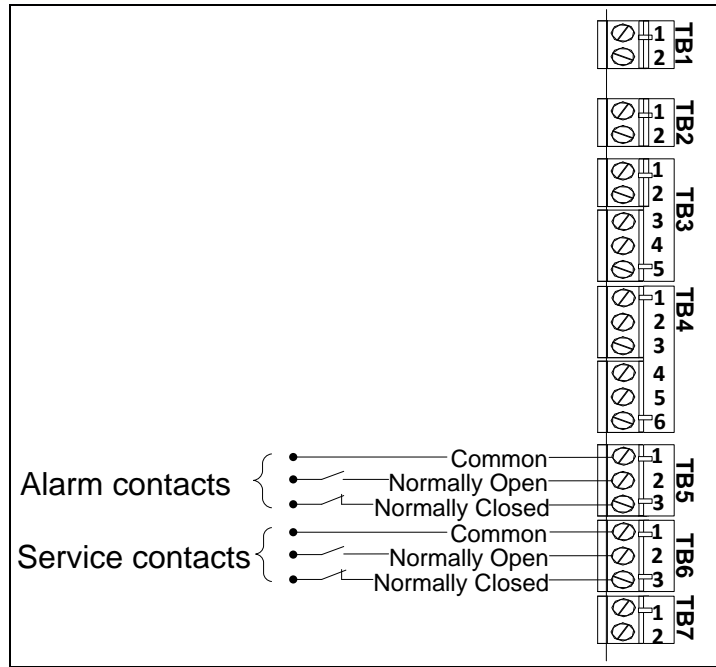 1
2
TB1
1
2
TB2
1
2
3
4
5
TB3
1
2
3
4
5
6
TB4
Alarm contacts
Common
Normally Open
Normally Closed
1
2
3
TB5
Service contacts
Common
Normally Open
Normally Closed
1
2
3
TB6
1
2
TB7